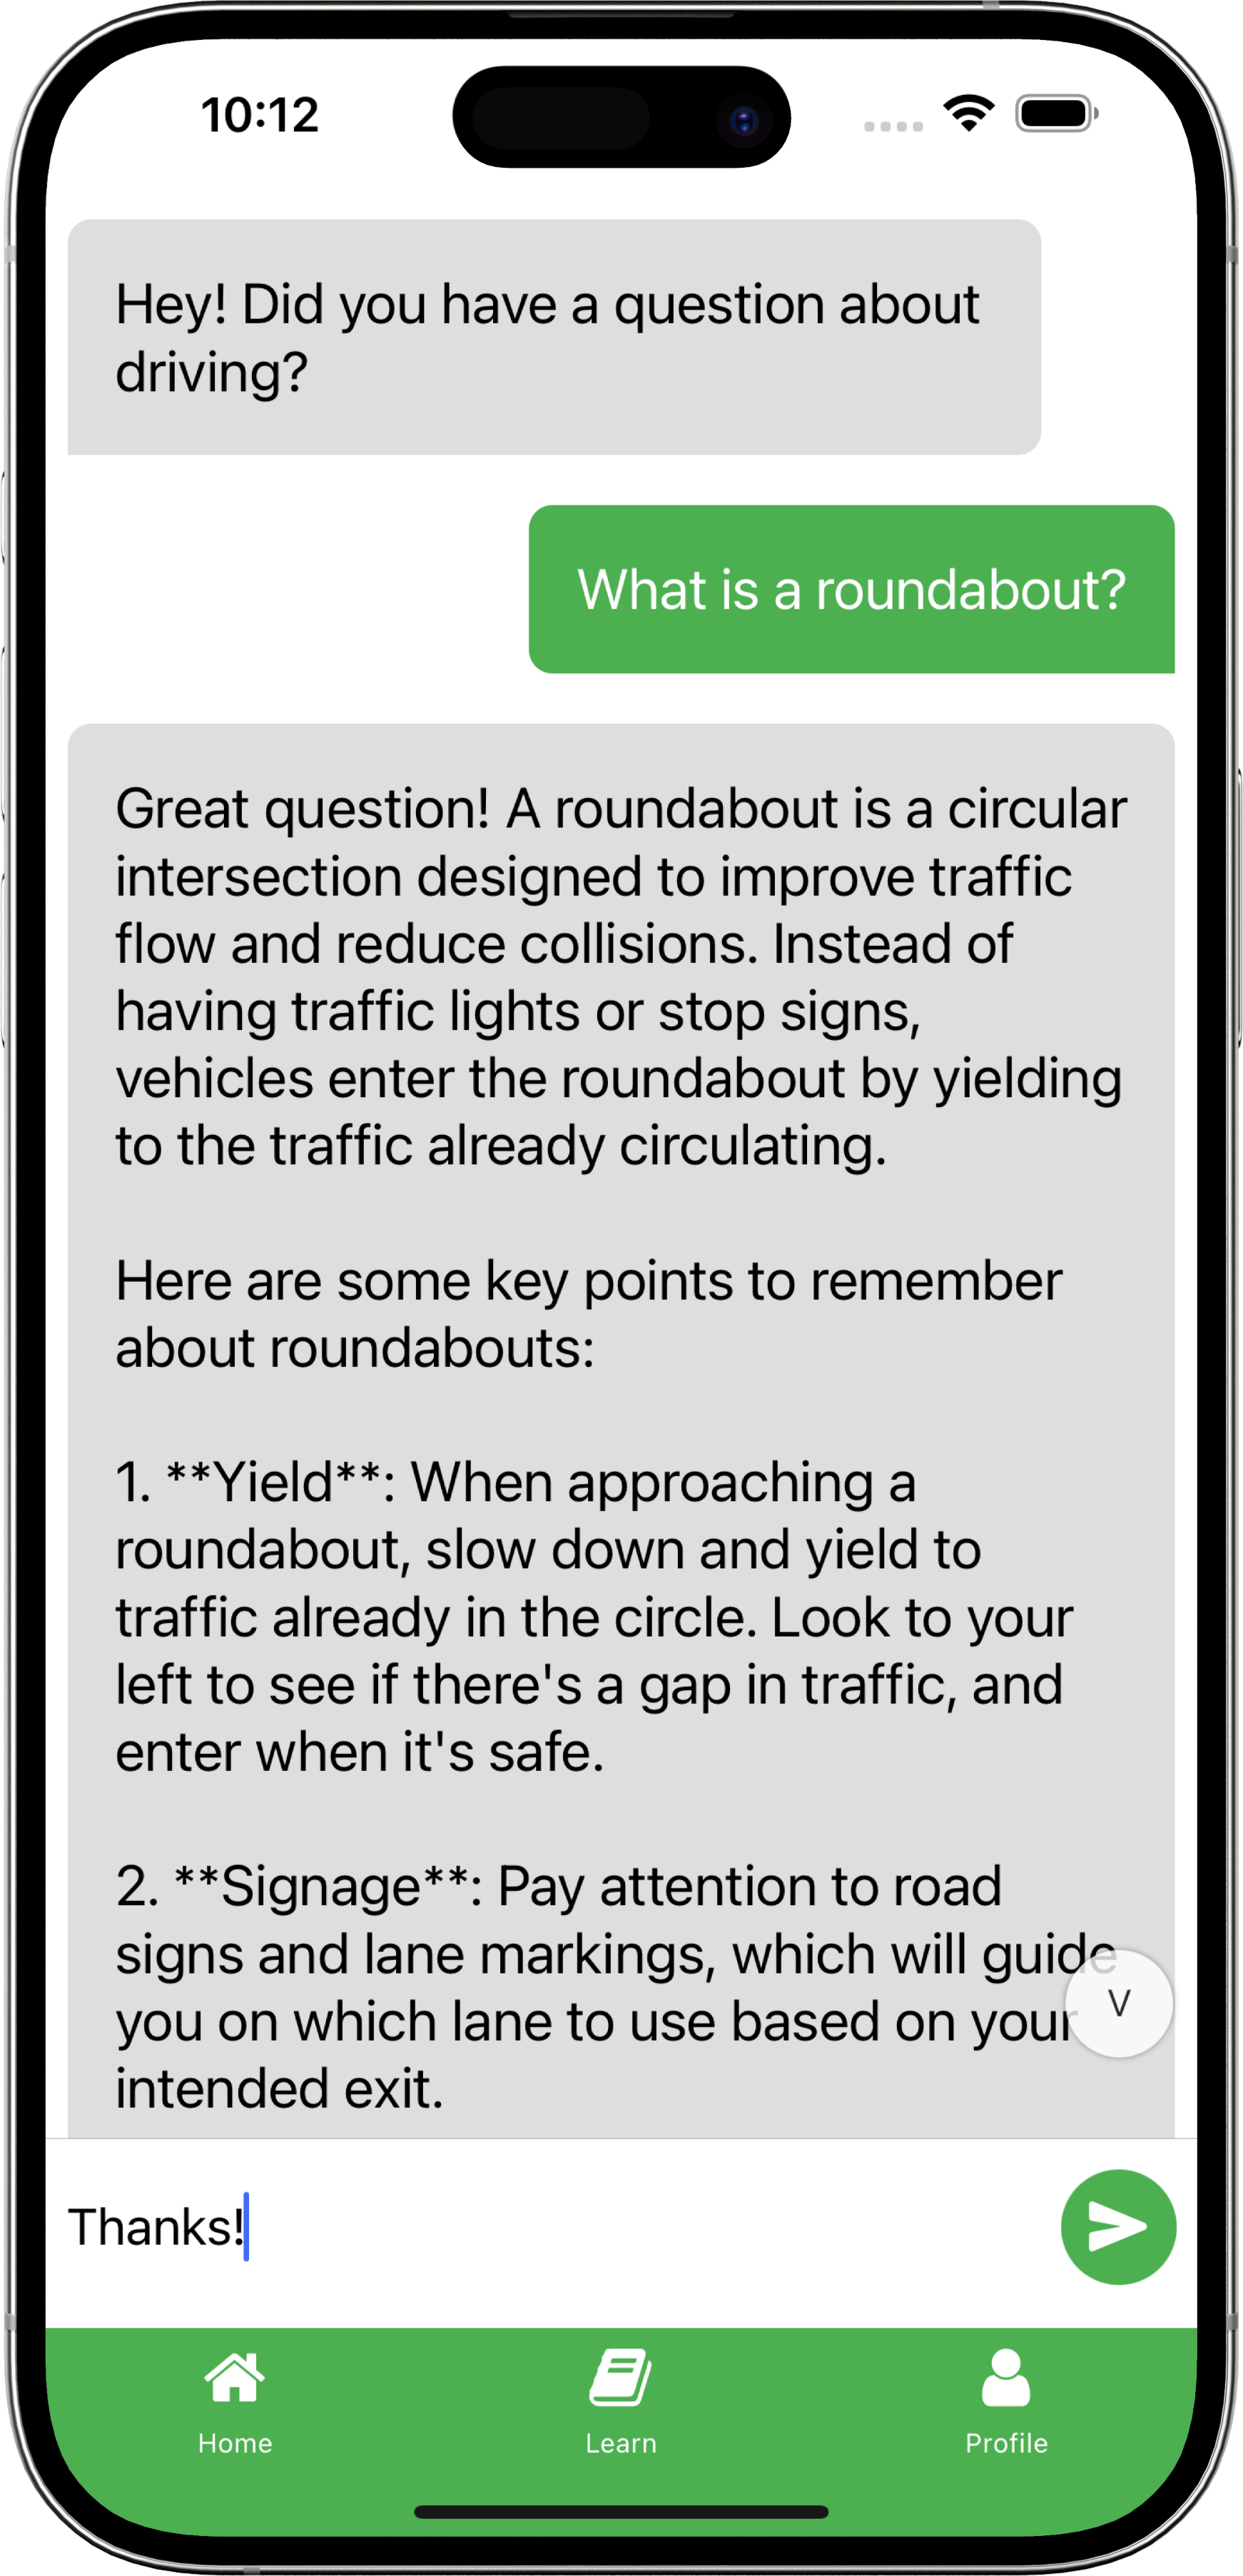 10:12
Hey! Did you have a question about
driving?
What is a roundabout?
Great question! A roundabout is a circular
intersection designed to improve traffic
flow and reduce collisions. Instead of
having traffic lights or stop signs,
vehicles enter the roundabout by yielding
to the traffic already circulating.
Here are some key points to remember
about roundabouts:
1. **Yield**: When approaching a
roundabout, slow down and yield to
traffic already in the circle. Look to your
left to see if there's a gap in traffic, and
enter when it's safe.
2. **Signage**: Pay attention to road
signs and lane markings, which will guide
you on which lane to use based on your
intended exit.
V
Thanks!
Home
Learn
Profile